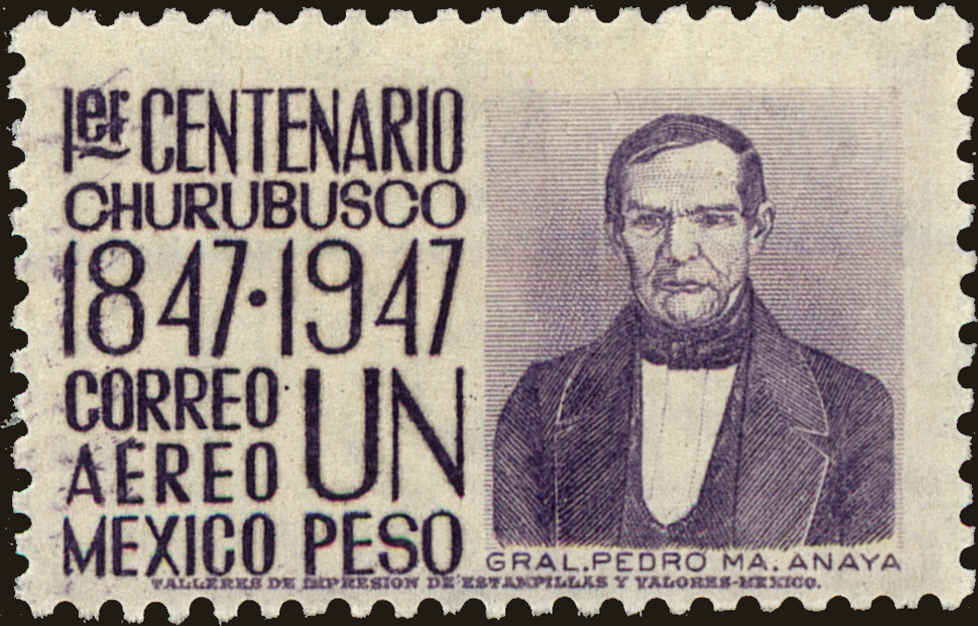 1er CENTENARIO
CHURUBUSCO
1847·1947
CORREO
AÉREO
UN
MEXICO PESO
GRAL. PEDRO MA. ANAYA
TALLERES DE IMPRESION DE ESTAMPILLAS Y VALORES-MEXICO.